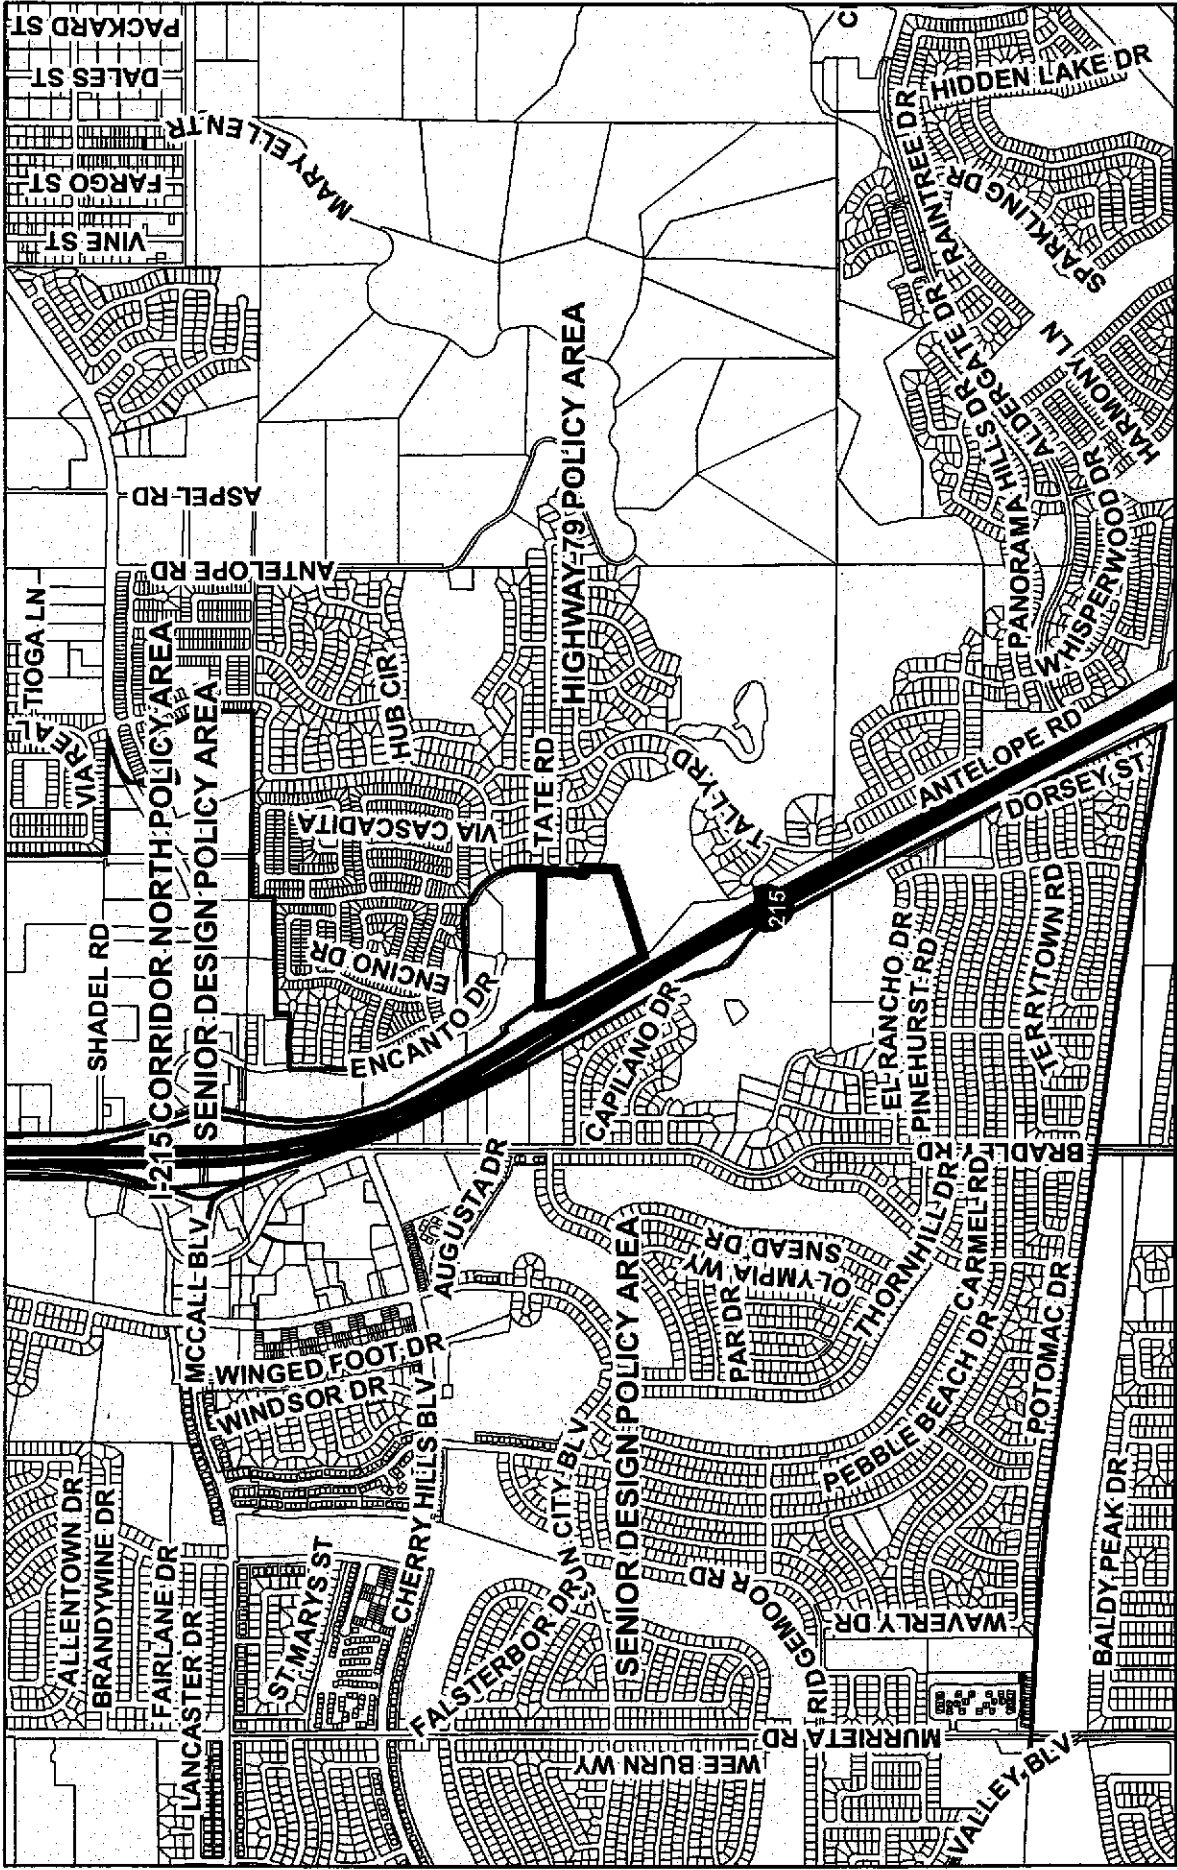 PACKARD ST
DALES ST
FARGO ST
VINE ST
MARY ELLEN TR
HIDDEN LAKE DR
RAINTREE DR
SPARKLING DR
ALDERGATE DR
HARMONY LN
PANORAMA HILLS DR
WHISPERWOOD DR
HIGHWAY 79 POLICY AREA
ASPEL RD
ANTELOPE RD
TIOGA LN
VIA REAL
I-215 CORRIDOR NORTH POLICY AREA
SENIOR DESIGN POLICY AREA
HUB CIR
VIA CASCADITA
TATE RD
TALLY RD
ANTELOPE RD
DORSEY ST
215
SHADEL RD
ENCINO DR
ENCANTO DR
CAPILANO DR
EL RANCHO DR
PINEHURST RD
TERRYTOWN RD
BRADLEY RD
MCCALL BLV
AUGUSTA DR
SNEAD DR
OLYMPIA WY
PAR DR
THORNHILL DR
CARMEL RD
PEBBLE BEACH DR
POTOMAC DR
WINGED FOOT DR
WINDSOR DR
CHERRY HILLS BLV
SUN CITY BLV
SENIOR DESIGN POLICY AREA
ALLENTOWN DR
BRANDYWINE DR
FAIRLANE DR
LANCASTER DR
ST MARYS ST
FALSTERBOR DR
RIDGEMOOR RD
WAVERLY DR
BALDY PEAK DR
MURRIETA RD
WEE BURN WY
VALLEY BLV